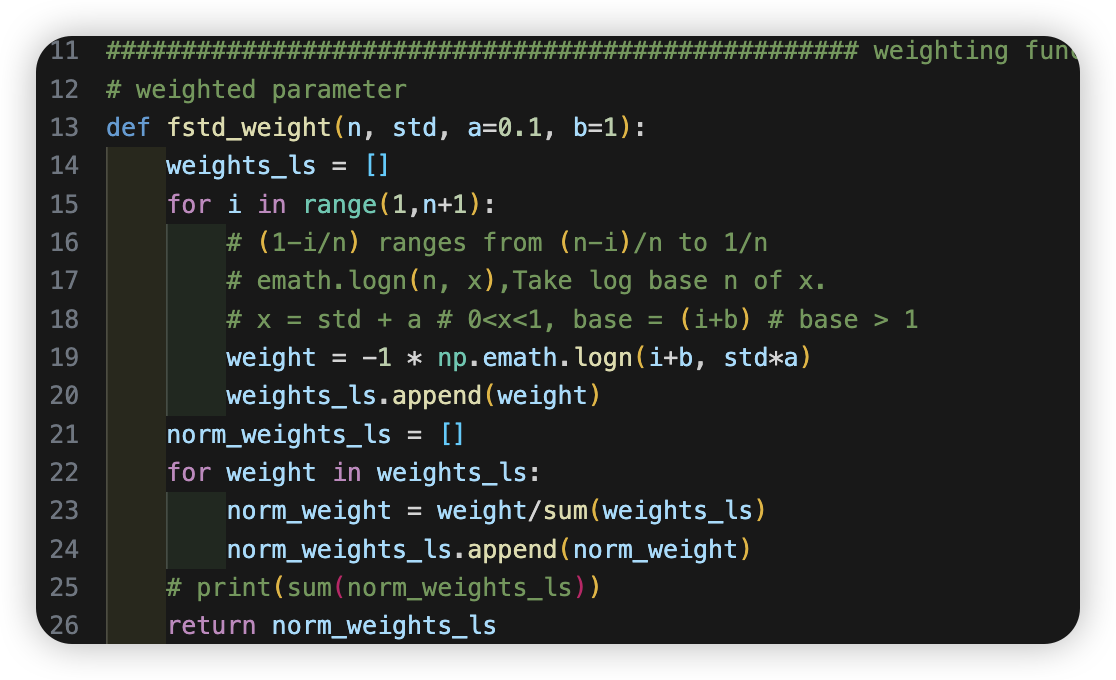 11 ################################################## weighting func
12 # weighted parameter
13 def fstd_weight(n, std, a=0.1, b=1):
14     weights_ls = []
15     for i in range(1,n+1):
16         # (1-i/n) ranges from (n-i)/n to 1/n
17         # emath.logn(n, x),Take log base n of x.
18         # x = std + a # 0<x<1, base = (i+b) # base > 1
19         weight = -1 * np.emath.logn(i+b, std*a)
20         weights_ls.append(weight)
21     norm_weights_ls = []
22     for weight in weights_ls:
23         norm_weight = weight/sum(weights_ls)
24         norm_weights_ls.append(norm_weight)
25     # print(sum(norm_weights_ls))
26     return norm_weights_ls